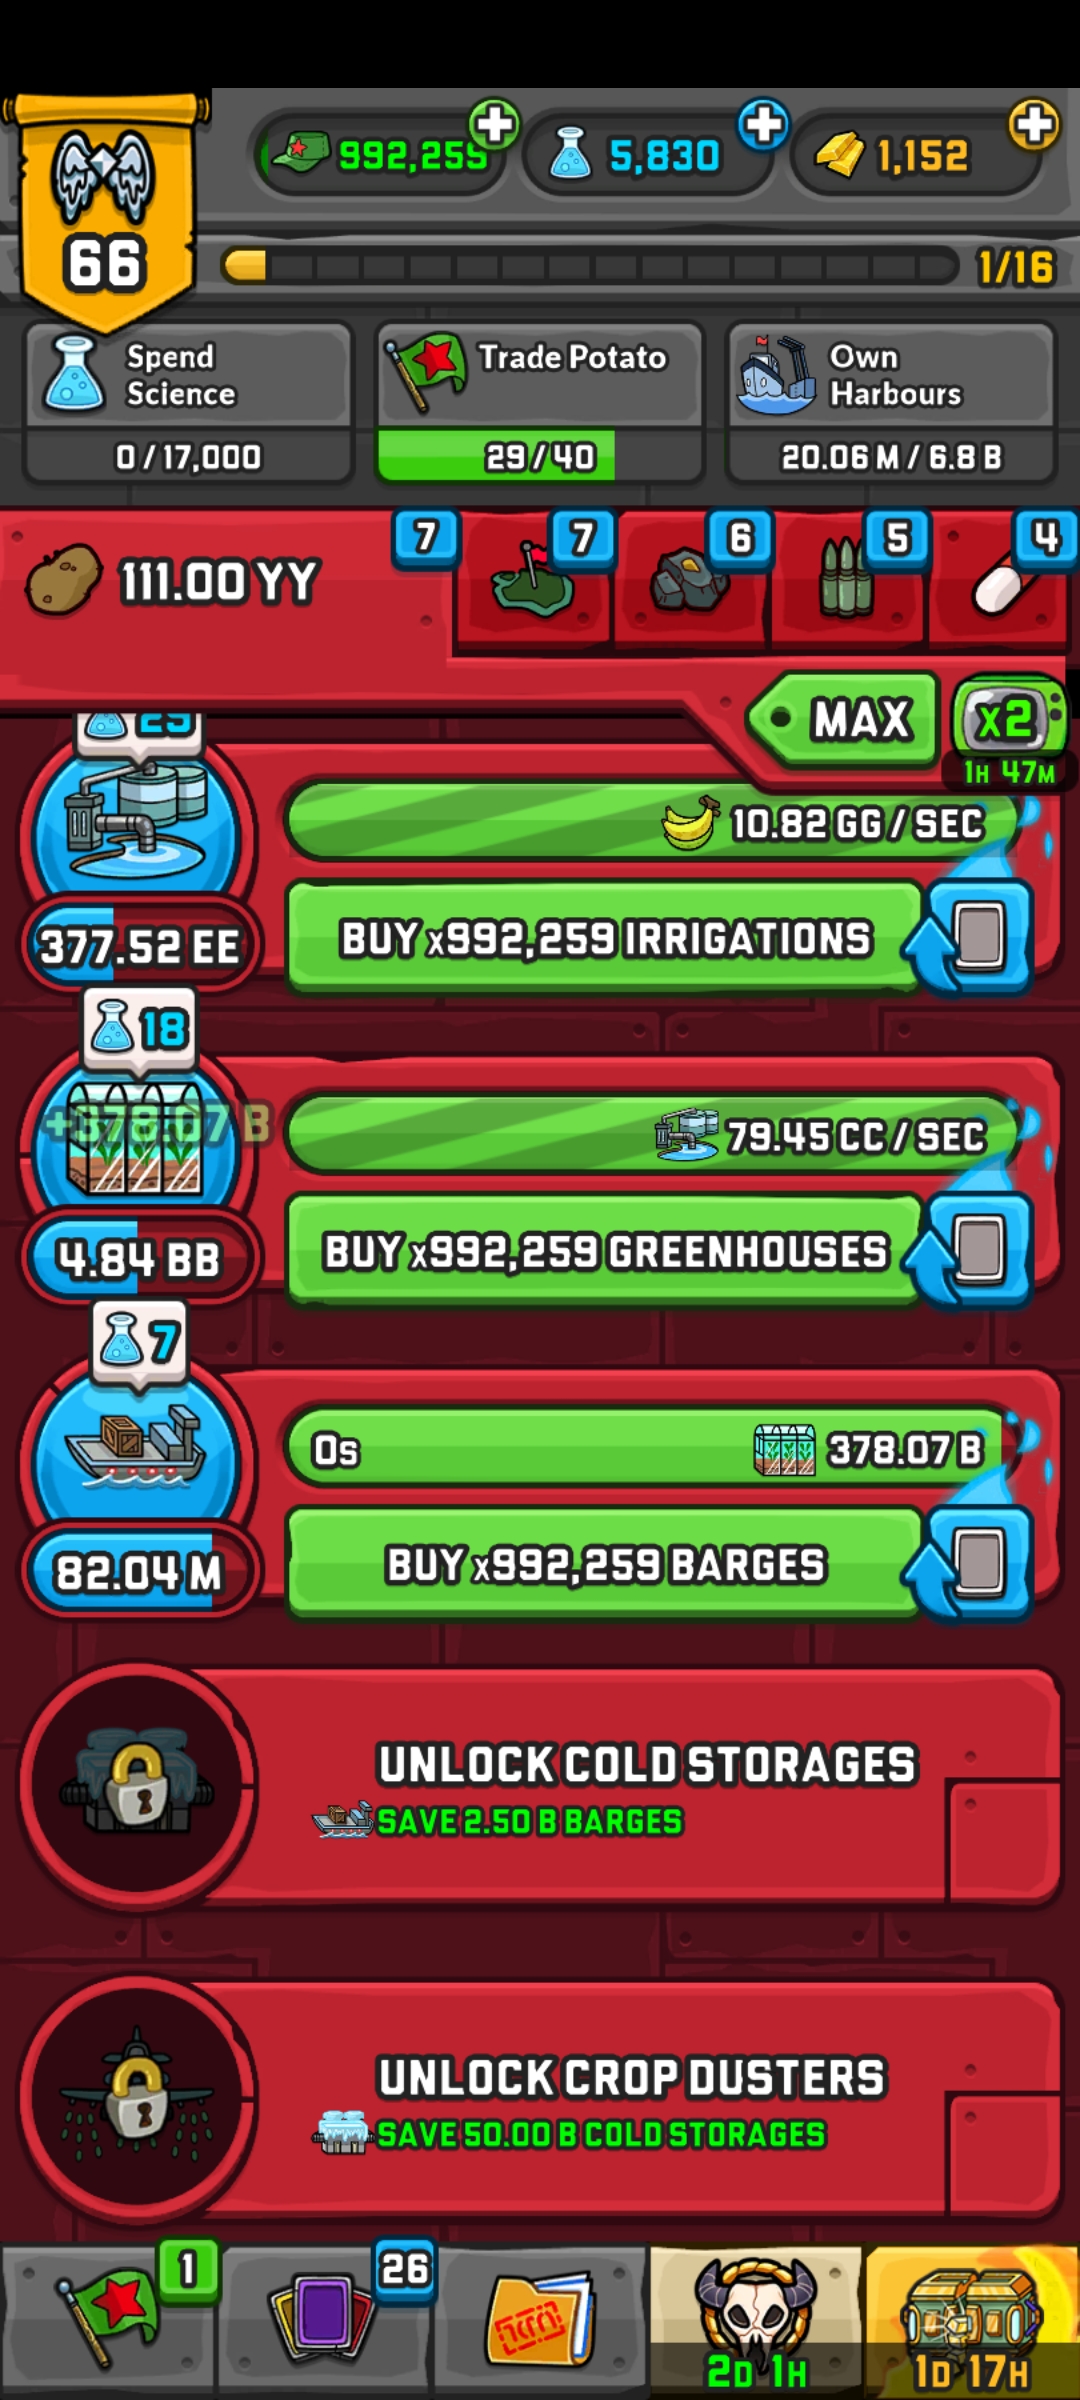 992,259
5,830
1,152
66
1/16
Spend
Science
0 / 17,000
Trade Potato
29 / 40
Own
Harbours
20.06 M / 6.8 B
111.00 YY
7
7
6
5
4
MAX
x2
1H 47M
10.82 GG / SEC
377.52 EE
BUY x992,259 IRRIGATIONS
18
+378.07 B
79.45 CC / SEC
4.84 BB
BUY x992,259 GREENHOUSES
7
0s
378.07 B
82.04 M
BUY x992,259 BARGES
UNLOCK COLD STORAGES
SAVE 2.50 B BARGES
UNLOCK CROP DUSTERS
SAVE 50.00 B COLD STORAGES
1
26
2D 1H
1D 17H